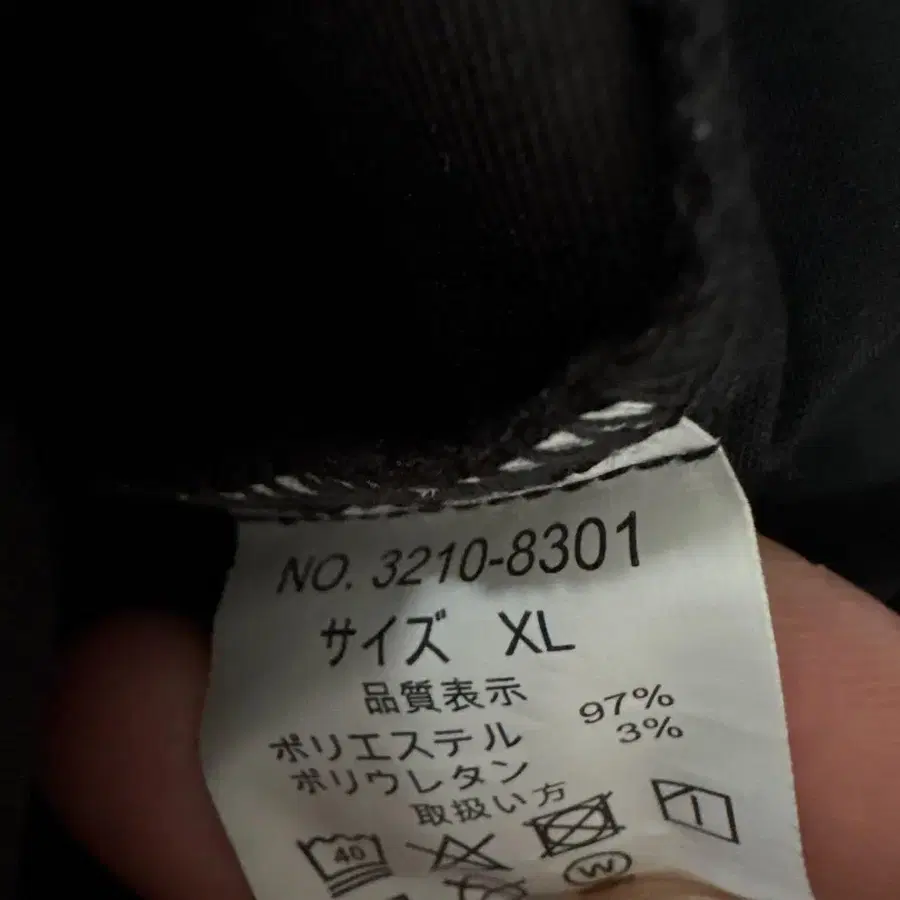 NO. 3210-8301
サイズ XL
品質表示
ポリエステル 97%
ポリウレタン 3%
取扱い方
40
W